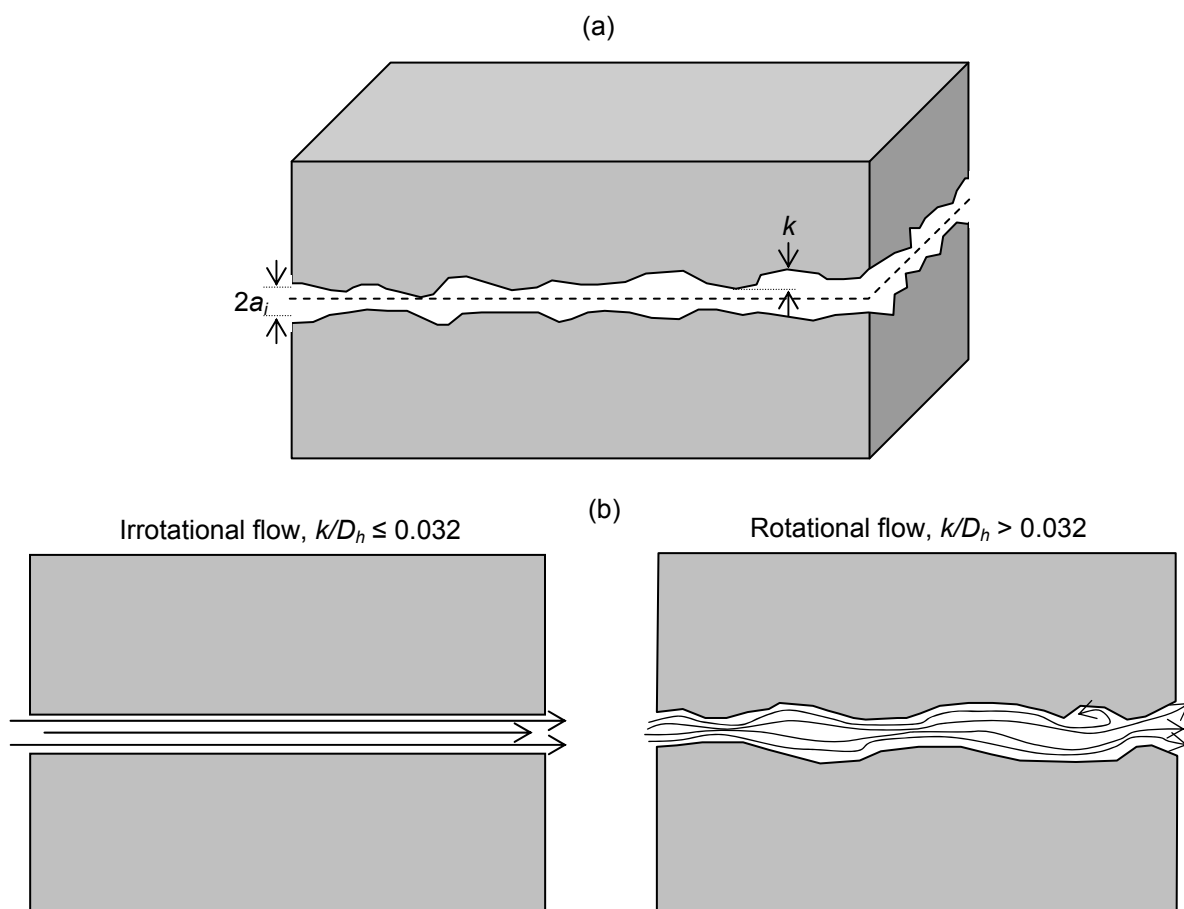 (a)
k
2a_i
(b)
Irrotational flow, k/D_h ≤ 0.032
Rotational flow, k/D_h > 0.032